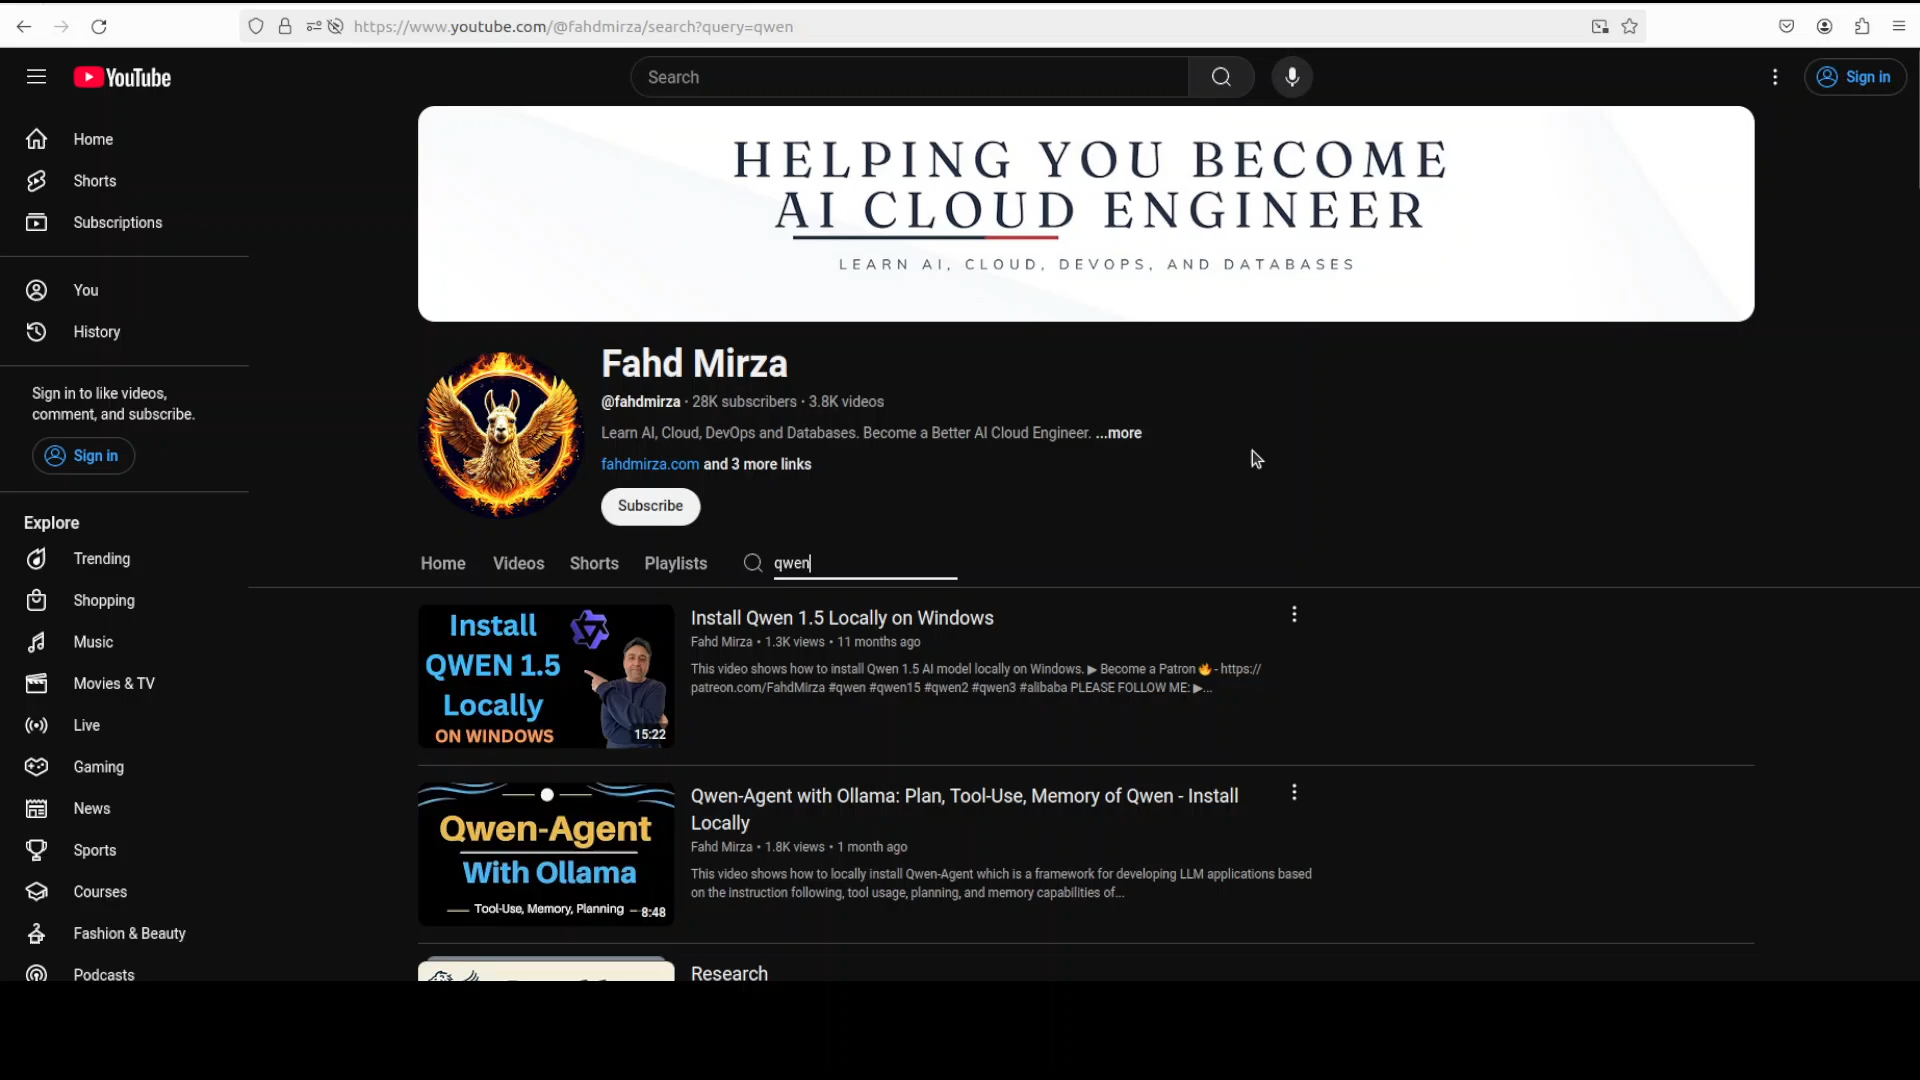 https://www.youtube.com/@fahdmirza/search?query=qwen
YouTube
Search
Sign in
Home
Shorts
Subscriptions
You
History
Sign in to like videos,
comment, and subscribe.
Sign in
Explore
Trending
Shopping
Music
Movies & TV
Live
Gaming
News
Sports
Courses
Fashion & Beauty
Podcasts
HELPING YOU BECOME
AI CLOUD ENGINEER
LEARN AI, CLOUD, DEVOPS, AND DATABASES
Fahd Mirza
@fahdmirza · 28K subscribers · 3.8K videos
Learn AI, Cloud, DevOps and Databases. Become a Better AI Cloud Engineer. ...more
fahdmirza.com and 3 more links
Subscribe
Home Videos Shorts Playlists qwen
Install
QWEN 1.5
Locally
ON WINDOWS
15:22
Install Qwen 1.5 Locally on Windows
Fahd Mirza • 1.3K views • 11 months ago
This video shows how to install Qwen 1.5 AI model locally on Windows. ▶ Become a Patron 🔥 - https://
patreon.com/FahdMirza #qwen #qwen15 #qwen2 #qwen3 #alibaba PLEASE FOLLOW ME: ▶...
Qwen-Agent
With Ollama
Tool-Use, Memory, Planning
8:48
Qwen-Agent with Ollama: Plan, Tool-Use, Memory of Qwen - Install
Locally
Fahd Mirza • 1.8K views • 1 month ago
This video shows how to locally install Qwen-Agent which is a framework for developing LLM applications based
on the instruction following, tool usage, planning, and memory capabilities of...
Research